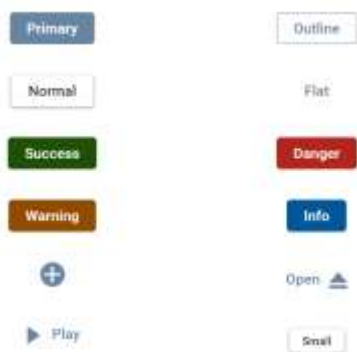 Primary
Outline
Normal
Flat
Success
Danger
Warning
Info
Open
Play
Small